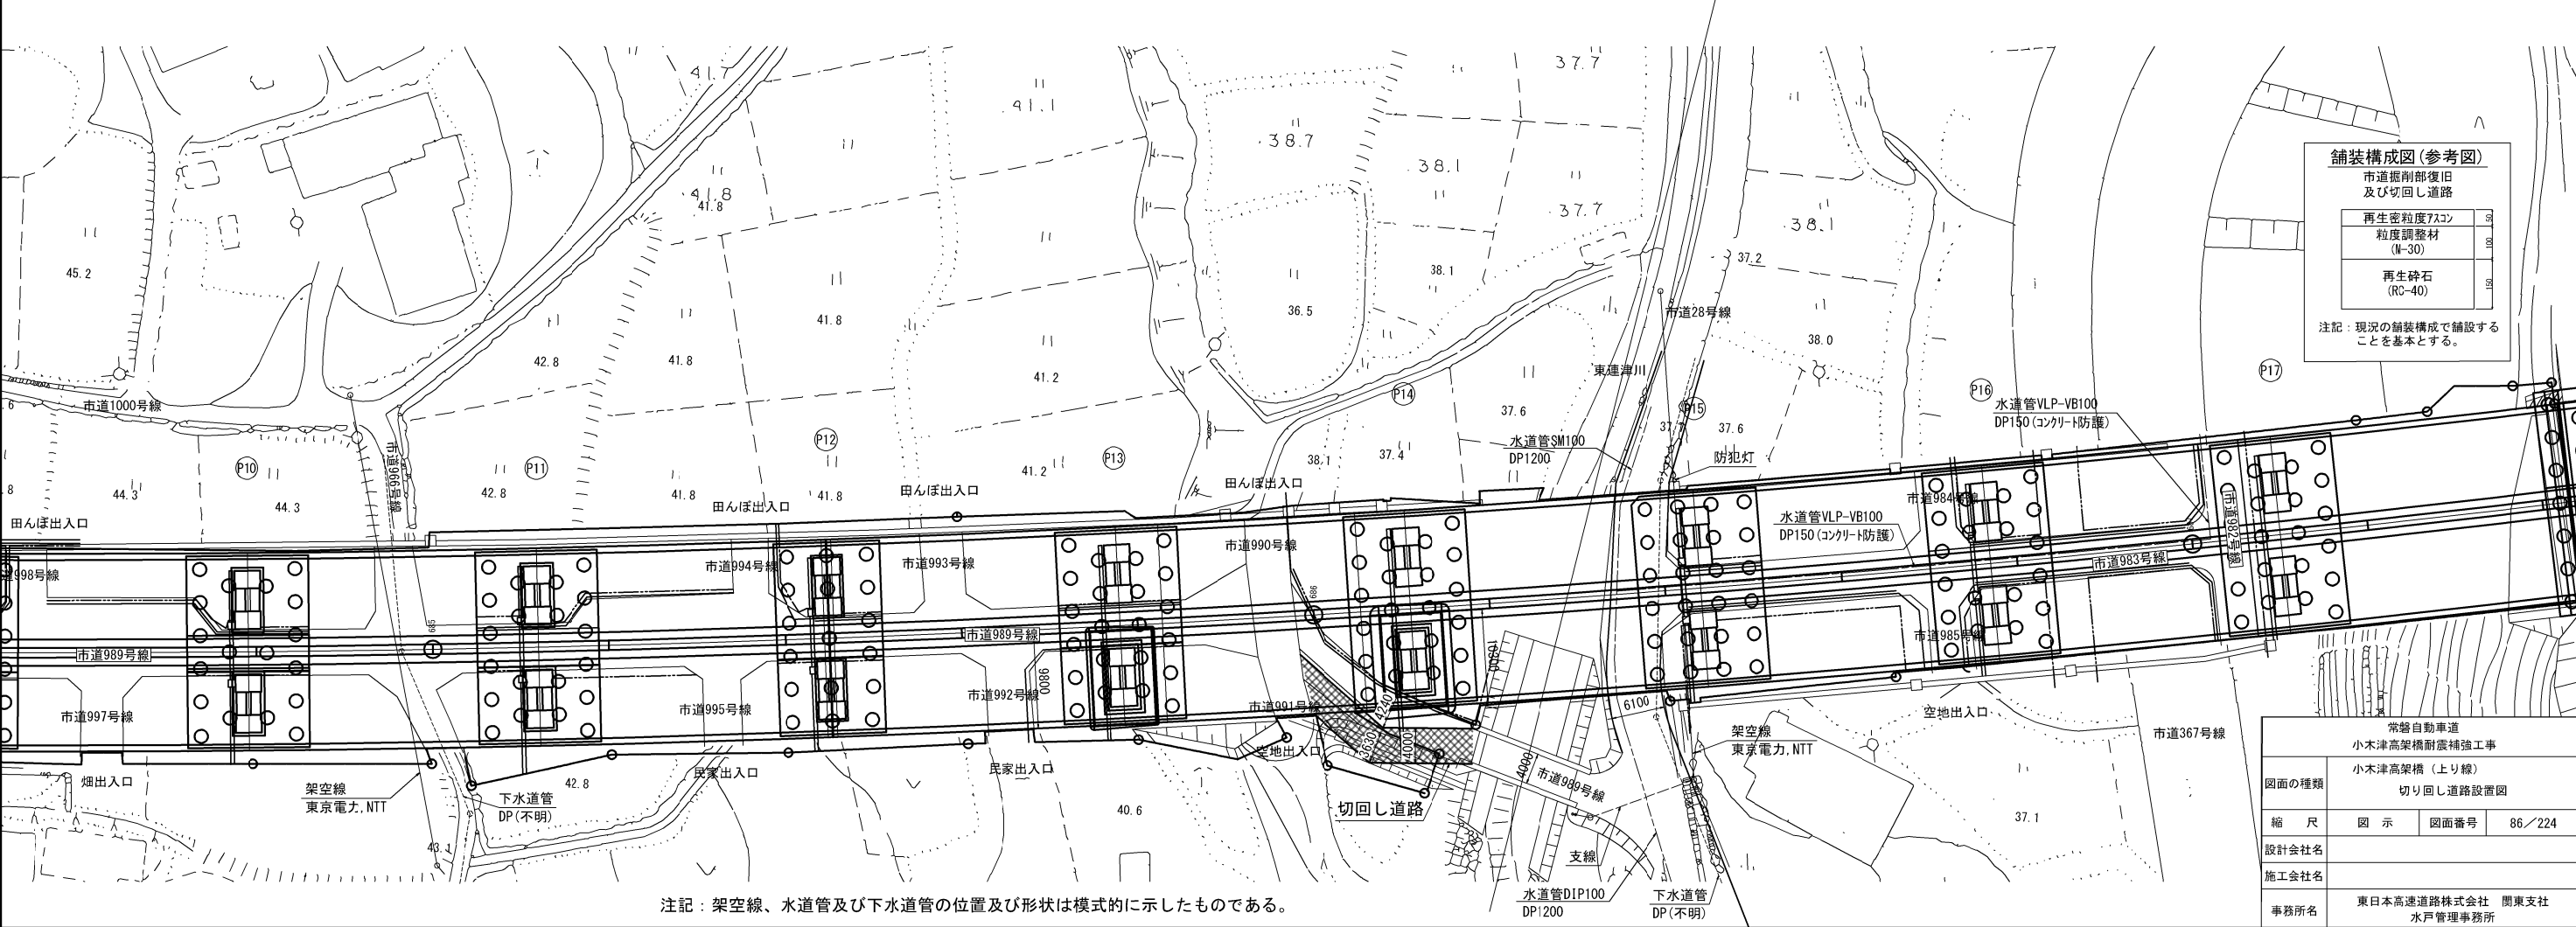 41.7
41.1
37.7
38.7
38.1
41.8
41.8
37.7
38.1
37.2
45.2
38.1
36.5
市道28号線
41.8
38.0
42.8
41.8
41.2
東連津川
37.6
37.6
市道1000号線
P10
P11
P12
P13
P14
P15
P16
P17
市道966号線
44.3
44.3
42.8
41.8
41.8
41.2
38.1
37.4
水道管SM100
DP1200
防犯灯
水道管VLP-VB100
DP150(コンクリート防護)
水道管VLP-VB100
DP150(コンクリート防護)
田んぼ出入口
田んぼ出入口
田んぼ出入口
田んぼ出入口
市道994号線
市道993号線
市道990号線
市道984号線
市道982号線
市道983号線
市道985号線
685
686
市道989号線
市道989号線
市道997号線
市道995号線
市道992号線
市道991号線
9800
10800
4240
3630
4000
6100
4000
市道989号線
畑出入口
民家出入口
民家出入口
空地出入口
空地出入口
架空線
東京電力,NTT
架空線
東京電力,NTT
下水道管
DP(不明)
42.8
43.1
40.6
37.1
切回し道路
支線
水道管DIP100
DP1200
下水道管
DP(不明)
市道367号線
注記：架空線、水道管及び下水道管の位置及び形状は模式的に示したものである。
舗装構成図(参考図)
市道掘削部復旧
及び切回し道路
再生密粒度アスコン
50
粒度調整材
(M-30)
100
再生砕石
(RC-40)
150
注記：現況の舗装構成で舗設する
ことを基本とする。
常磐自動車道
小木津高架橋耐震補強工事
図面の種類
小木津高架橋（上り線）
切り回し道路設置図
縮　尺
図　示
図面番号
86／224
設計会社名
施工会社名
事務所名
東日本高速道路株式会社　関東支社
水戸管理事務所